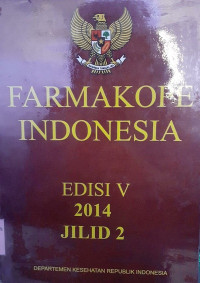 FARMAKOPE
INDONESIA
EDISI V
2014
JILID 2
DEPARTEMEN KESEHATAN REPUBLIK INDONESIA